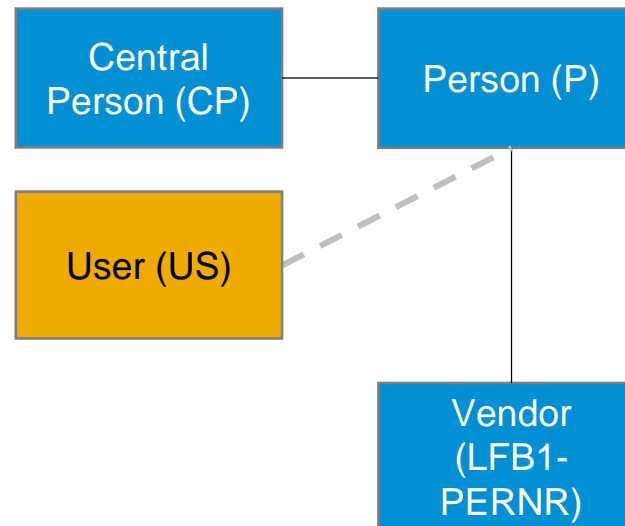 Central
Person (CP)
Person (P)
User (US)
Vendor
(LFB1-
PERNR)